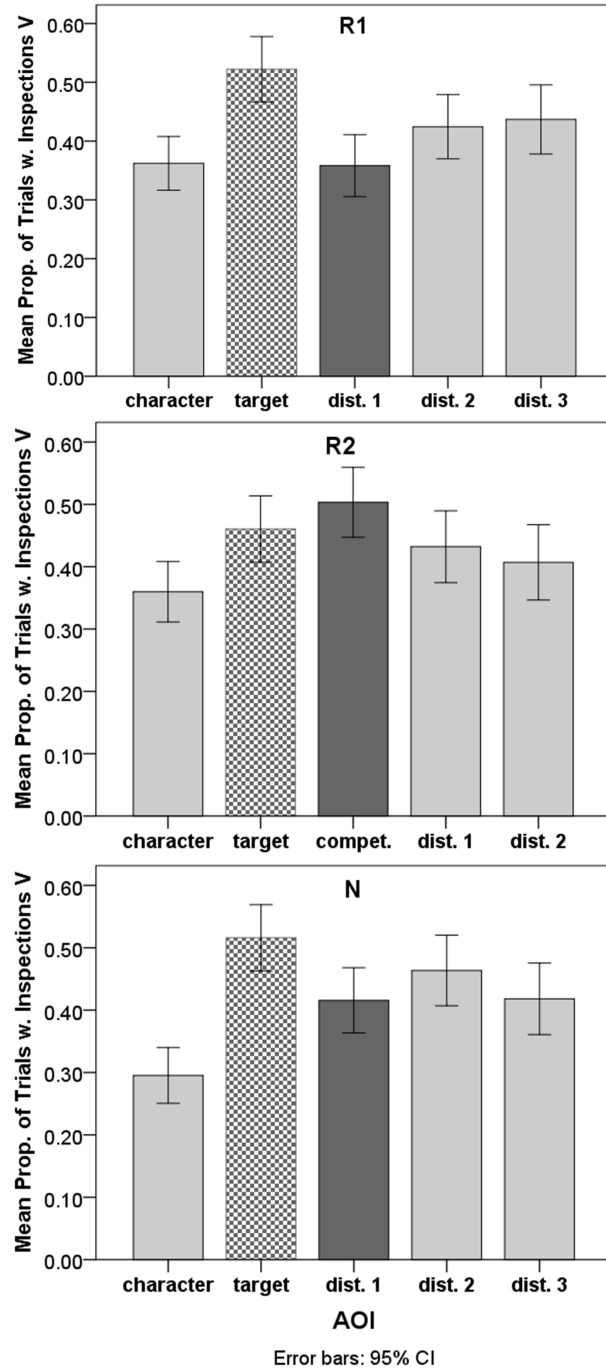 R1
Mean Prop. of Trials w. Inspections V
0.60
0.50
0.40
0.30
0.20
0.10
0.00
character target dist. 1 dist. 2 dist. 3
R2
Mean Prop. of Trials w. Inspections V
0.60
0.50
0.40
0.30
0.20
0.10
0.00
character target compet. dist. 1 dist. 2
N
Mean Prop. of Trials w. Inspections V
0.60
0.50
0.40
0.30
0.20
0.10
0.00
character target dist. 1 dist. 2 dist. 3
AOI
Error bars: 95% CI